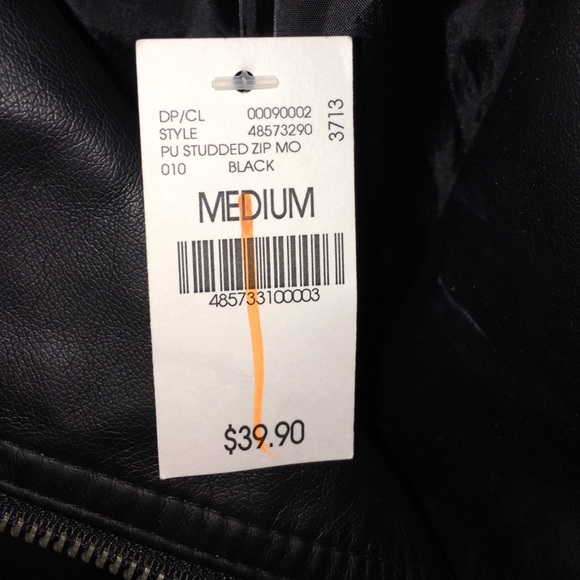 DP/CL 00090002
STYLE 48573290
PU STUDDED ZIP MO
010 BLACK
3713
MEDIUM
485733100003
$39.90